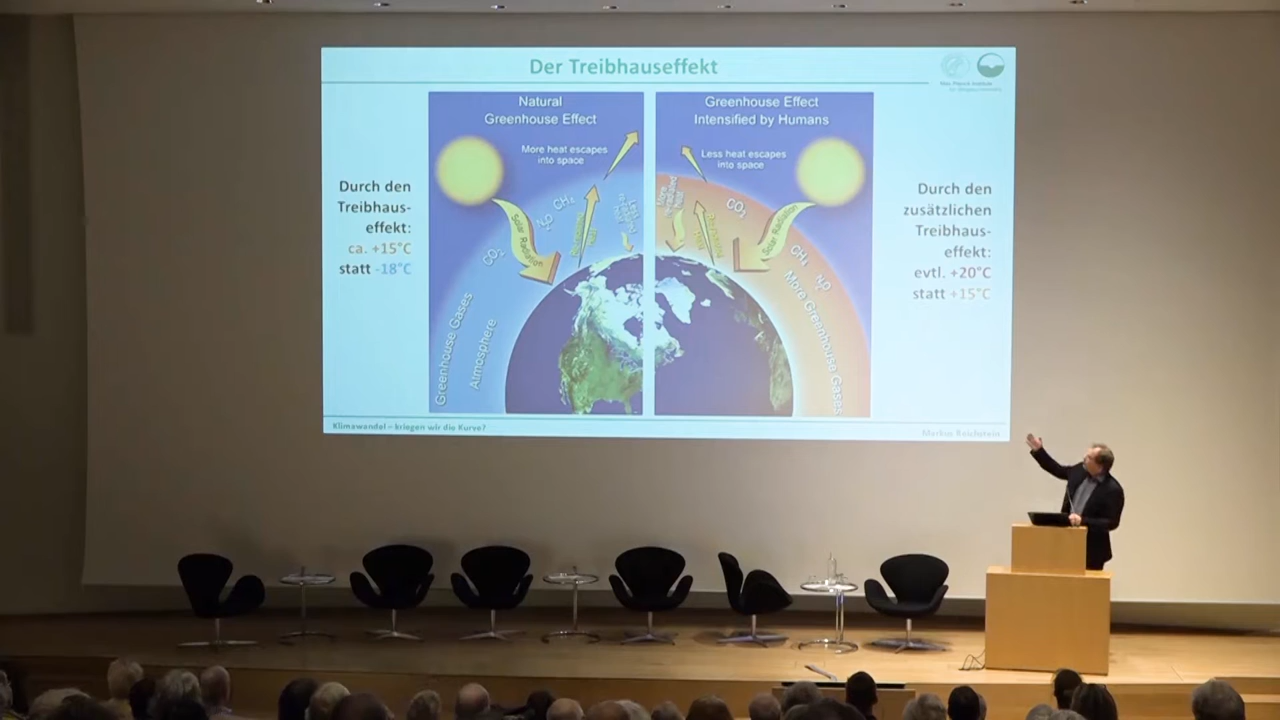 Der Treibhauseffekt
Max Planck Institute
Durch den
Treibhaus-
effekt:
ca. +15°C
statt -18°C
Natural
Greenhouse Effect
More heat escapes
into space
Solar Radiation
CO₂
N₂O
CH₄
Greenhouse Gases
Atmosphere
Greenhouse Effect
Intensified by Humans
Less heat escapes
into space
CO₂
Solar Radiation
CH₄
N₂O
More Greenhouse Gases
Durch den
zusätzlichen
Treibhaus-
effekt:
evtl. +20°C
statt +15°C
Klimawandel – kriegen wir die Kurve?
Markus Reichstein